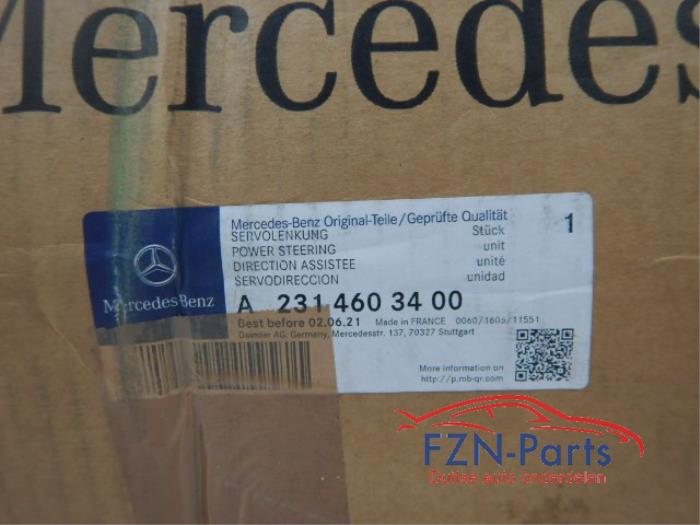 Mercedes
Mercedes-Benz Original-Teile/Geprüfte Qualität
SERVOLENKUNG Stück 1
POWER STEERING unit
DIRECTION ASSISTEE unité
SERVODIRECCION unidad
Mercedes-Benz
A 231 460 34 00
Best before 02.06.21 Made in FRANCE 0060/1605/11551
Daimler AG, Germany, Mercedesstr. 137, 70327 Stuttgart
More information on
http://p.mb-qr.com/
FZN-Parts
Duitse auto onderdelen